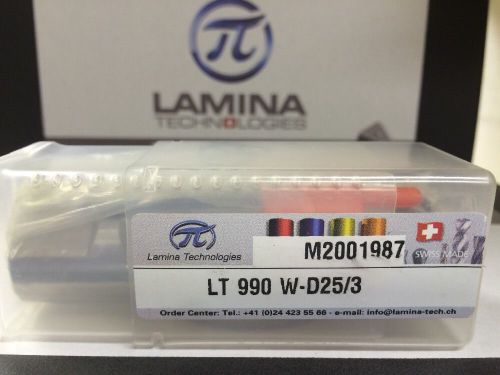 LAMINA
TECHNOLOGIES
Lamina Technologies
M2001987
SWISS MADE
LT 990 W-D25/3
Order Center: Tel.: +41 (0)24 423 55 66 - e-mail: info@lamina-tech.ch